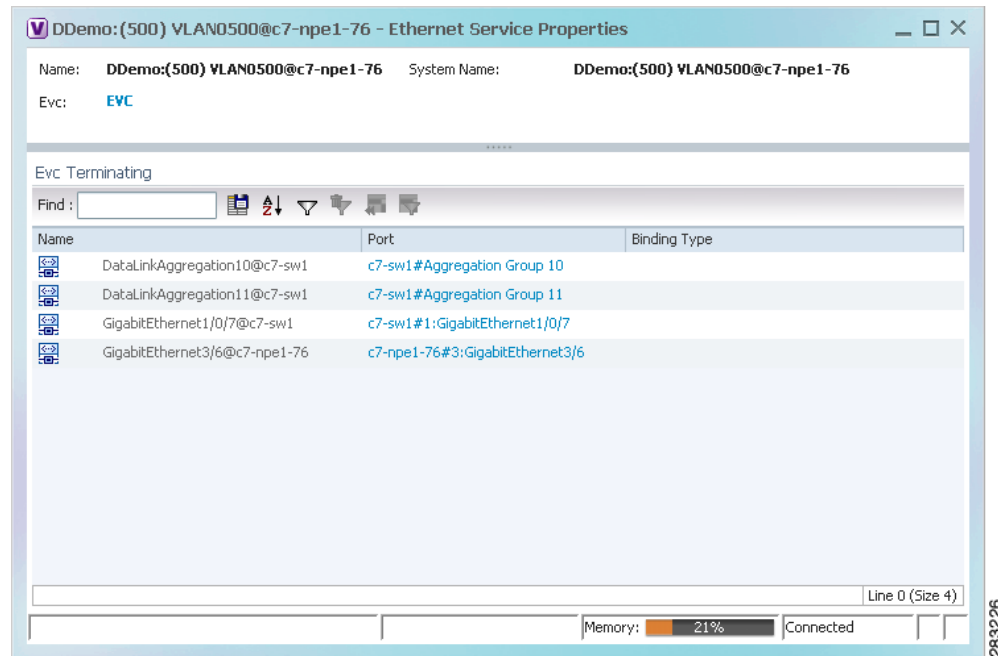 DDemo:(500) VLAN0500@c7-npe1-76 - Ethernet Service Properties
Name: DDemo:(500) VLAN0500@c7-npe1-76 System Name: DDemo:(500) VLAN0500@c7-npe1-76
Evc: EVC
Evc Terminating
Find :
Name Port Binding Type
DataLinkAggregation10@c7-sw1 c7-sw1#Aggregation Group 10
DataLinkAggregation11@c7-sw1 c7-sw1#Aggregation Group 11
GigabitEthernet1/0/7@c7-sw1 c7-sw1#1:GigabitEthernet1/0/7
GigabitEthernet3/6@c7-npe1-76 c7-npe1-76#3:GigabitEthernet3/6
Line 0 (Size 4)
Memory: 21% Connected
283226